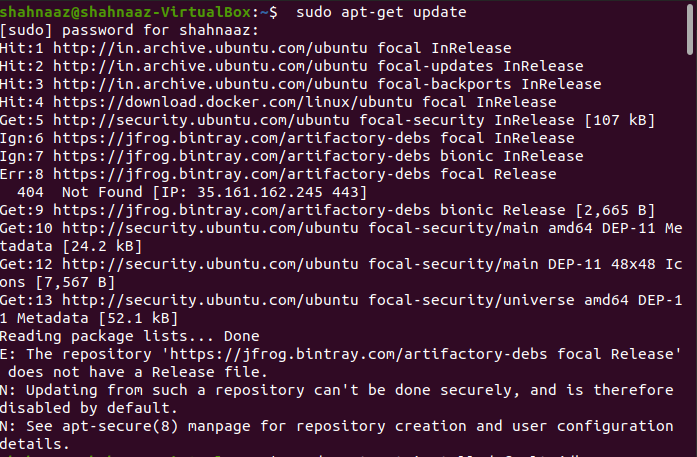 shahnaaz@shahnaaz-VirtualBox:~$  sudo apt-get update
[sudo] password for shahnaaz:
Hit:1 http://in.archive.ubuntu.com/ubuntu focal InRelease
Hit:2 http://in.archive.ubuntu.com/ubuntu focal-updates InRelease
Hit:3 http://in.archive.ubuntu.com/ubuntu focal-backports InRelease
Hit:4 https://download.docker.com/linux/ubuntu focal InRelease
Get:5 http://security.ubuntu.com/ubuntu focal-security InRelease [107 kB]
Ign:6 https://jfrog.bintray.com/artifactory-debs focal InRelease
Ign:7 https://jfrog.bintray.com/artifactory-debs bionic InRelease
Err:8 https://jfrog.bintray.com/artifactory-debs focal Release
  404  Not Found [IP: 35.161.162.245 443]
Get:9 https://jfrog.bintray.com/artifactory-debs bionic Release [2,665 B]
Get:10 http://security.ubuntu.com/ubuntu focal-security/main amd64 DEP-11 Me
tadata [24.2 kB]
Get:12 http://security.ubuntu.com/ubuntu focal-security/main DEP-11 48x48 Ic
ons [7,567 B]
Get:13 http://security.ubuntu.com/ubuntu focal-security/universe amd64 DEP-1
1 Metadata [52.1 kB]
Reading package lists... Done
E: The repository 'https://jfrog.bintray.com/artifactory-debs focal Release'
 does not have a Release file.
N: Updating from such a repository can't be done securely, and is therefore
disabled by default.
N: See apt-secure(8) manpage for repository creation and user configuration
details.